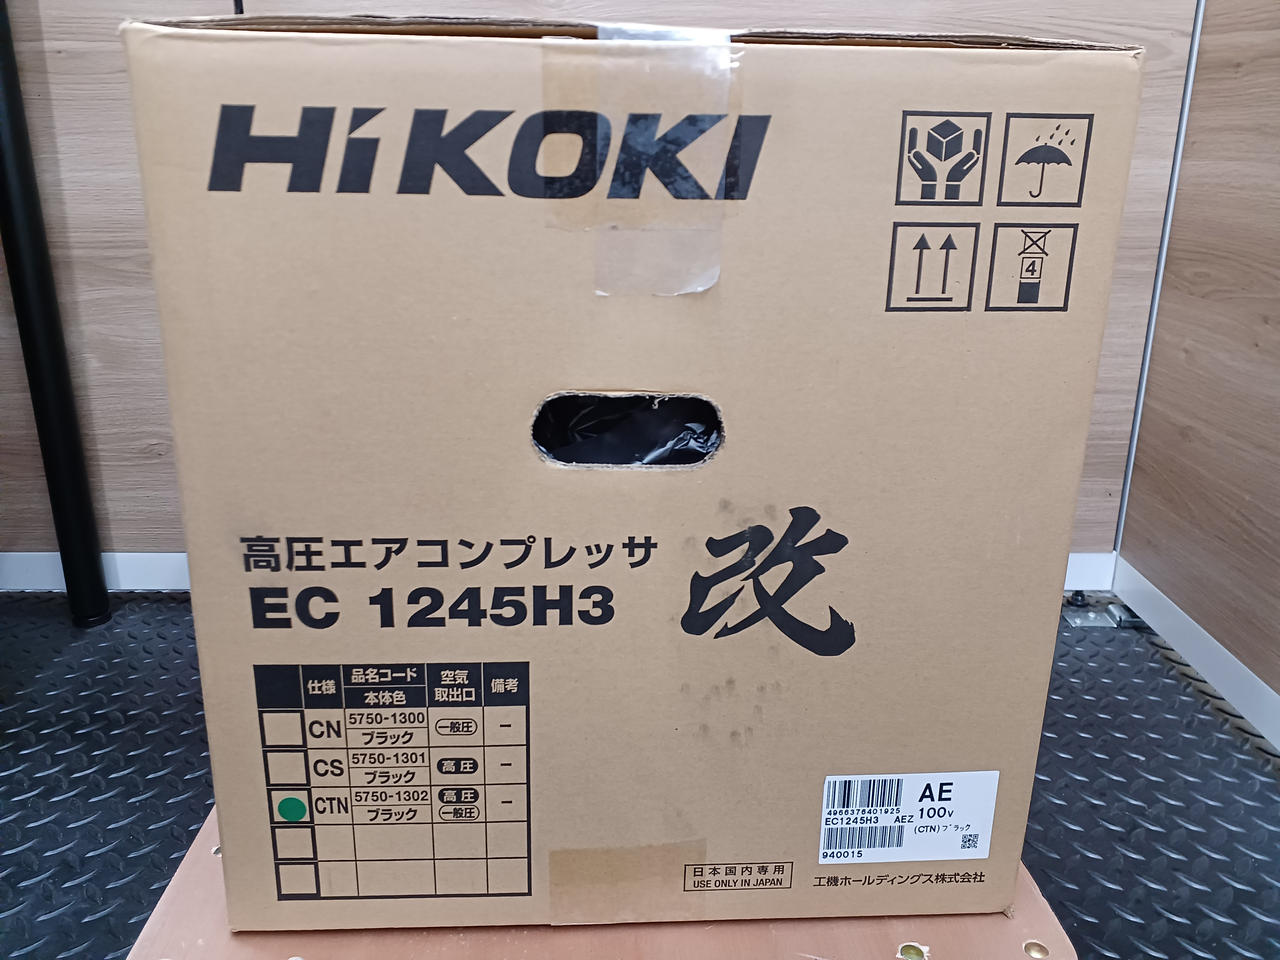 HiKOKI
4
高圧エアコンプレッサ 改
EC 1245H3
仕様 品名コード 本体色 空気取出口 備考
CN 5750-1300 ブラック 一般圧 −
CS 5750-1301 ブラック 高圧 −
CTN 5750-1302 ブラック 高圧 一般圧 −
AE
4966376401925 100V
EC1245H3 AEZ (CTN)ブラック
940015
日本国内専用
USE ONLY IN JAPAN
工機ホールディングス株式会社